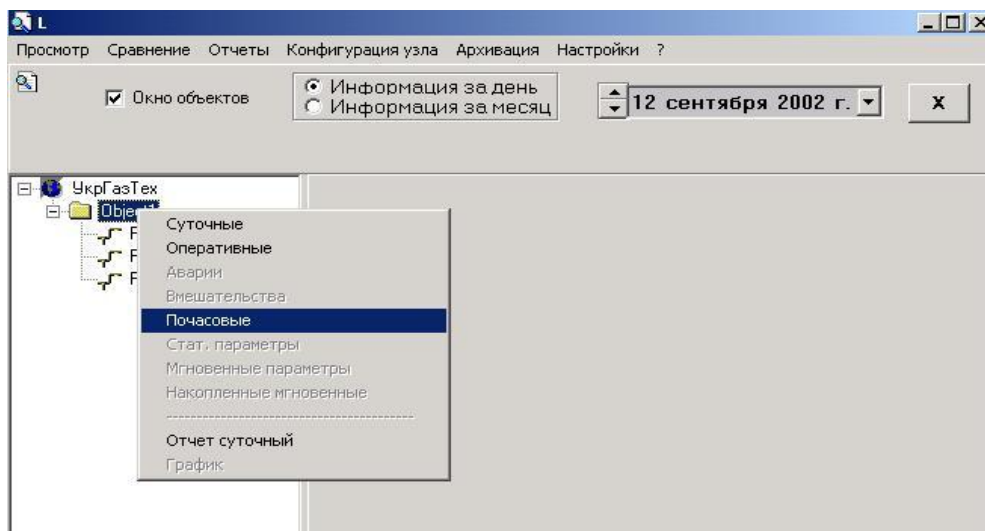 L
Просмотр Сравнение Отчеты Конфигурация узла Архивация Настройки ?
Окно объектов
Информация за день
Информация за месяц
12 сентября 2002 г.
X
УкрГазТех
Суточные
Оперативные
Аварии
Вмешательства
Почасовые
Стат. параметры
Мгновенные параметры
Накопленные мгновенные
Отчет суточный
График